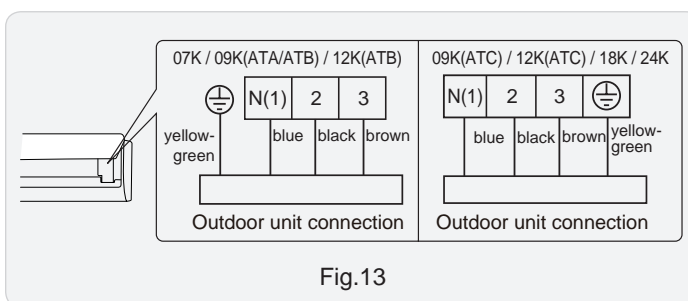 07K / 09K(ATA/ATB) / 12K(ATB)
N(1) 2 3
yellow-
green
blue black brown
Outdoor unit connection
09K(ATC) / 12K(ATC) / 18K / 24K
N(1) 2 3
blue black brown yellow-
green
Outdoor unit connection
Fig.13